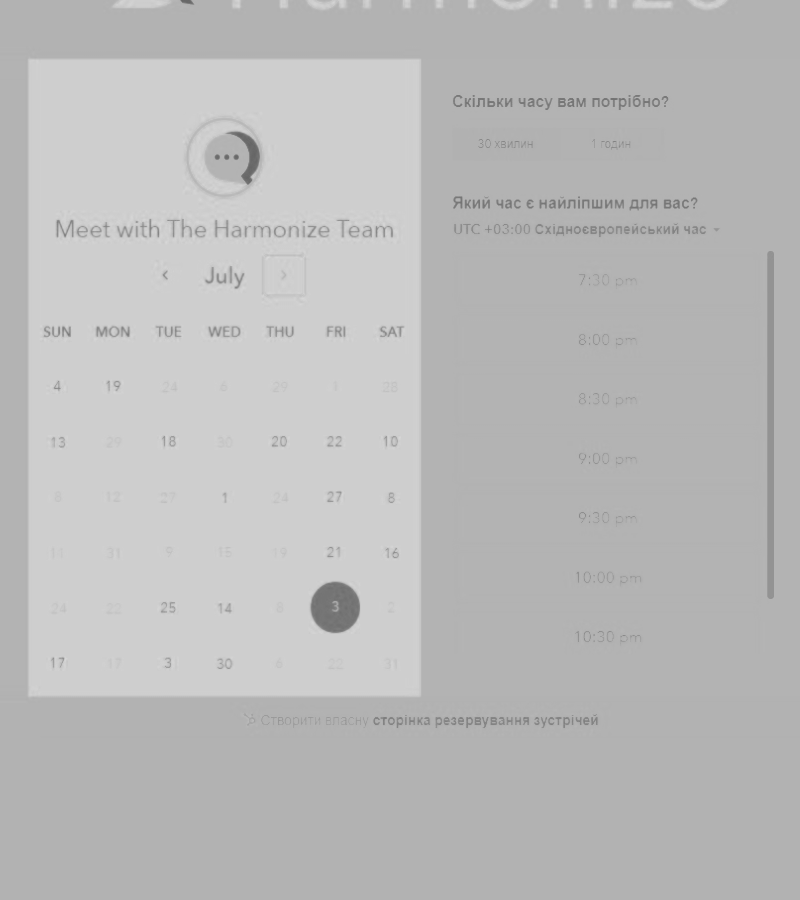 Harmonize
Meet with The Harmonize Team
‹ July ›
SUN MON TUE WED THU FRI SAT
4 19 24 6 29 1 28
13 29 18 30 20 22 10
8 12 27 1 24 27 8
11 31 9 15 19 21 16
24 22 25 14 3 2
17 17 3 30 22 31
Скільки часу вам потрібно?
30 хвилин 1 годин
Який час є найліпшим для вас?
UTC +03:00 Східноєвропейський час
7:30 pm
8:00 pm
8:30 pm
9:00 pm
9:30 pm
10:00 pm
10:30 pm
Створити власну сторінка резервування зустрічей